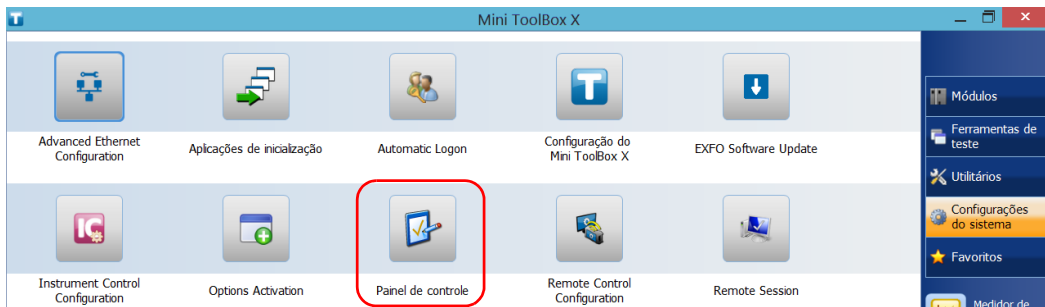 Mini ToolBox X
Advanced Ethernet
Configuration
Aplicações de inicialização
Automatic Logon
Configuração do
Mini ToolBox X
EXFO Software Update
Instrument Control
Configuration
Options Activation
Painel de controle
Remote Control
Configuration
Remote Session
Módulos
Ferramentas de
teste
Utilitários
Configurações
do sistema
Favoritos
Medidor de